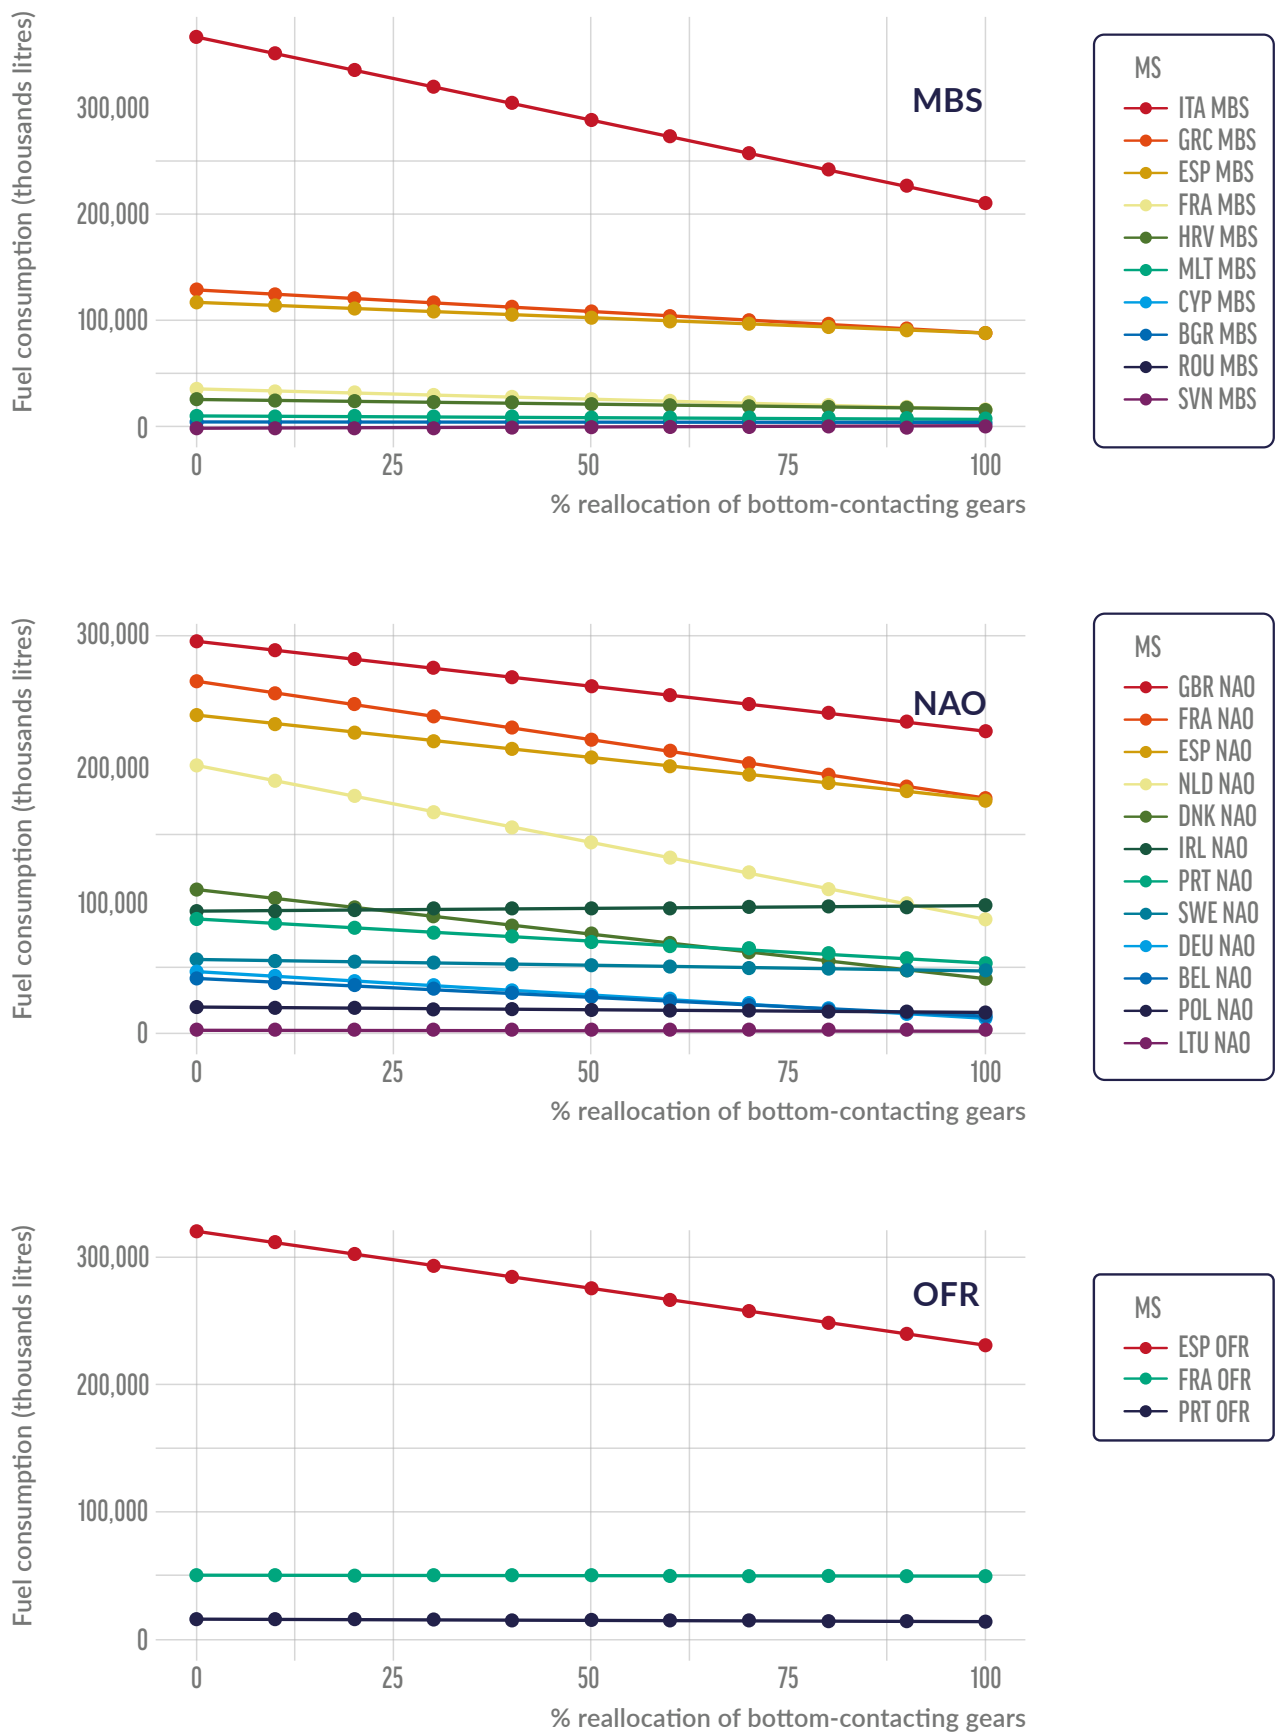 Fuel consumption (thousands litres)
300,000
200,000
100,000
0
MBS
0 25 50 75 100
% reallocation of bottom-contacting gears
MS
ITA MBS
GRC MBS
ESP MBS
FRA MBS
HRV MBS
MLT MBS
CYP MBS
BGR MBS
ROU MBS
SVN MBS
Fuel consumption (thousands litres)
300,000
200,000
100,000
0
NAO
0 25 50 75 100
% reallocation of bottom-contacting gears
MS
GBR NAO
FRA NAO
ESP NAO
NLD NAO
DNK NAO
IRL NAO
PRT NAO
SWE NAO
DEU NAO
BEL NAO
POL NAO
LTU NAO
Fuel consumption (thousands litres)
300,000
200,000
100,000
0
OFR
0 25 50 75 100
% reallocation of bottom-contacting gears
MS
ESP OFR
FRA OFR
PRT OFR